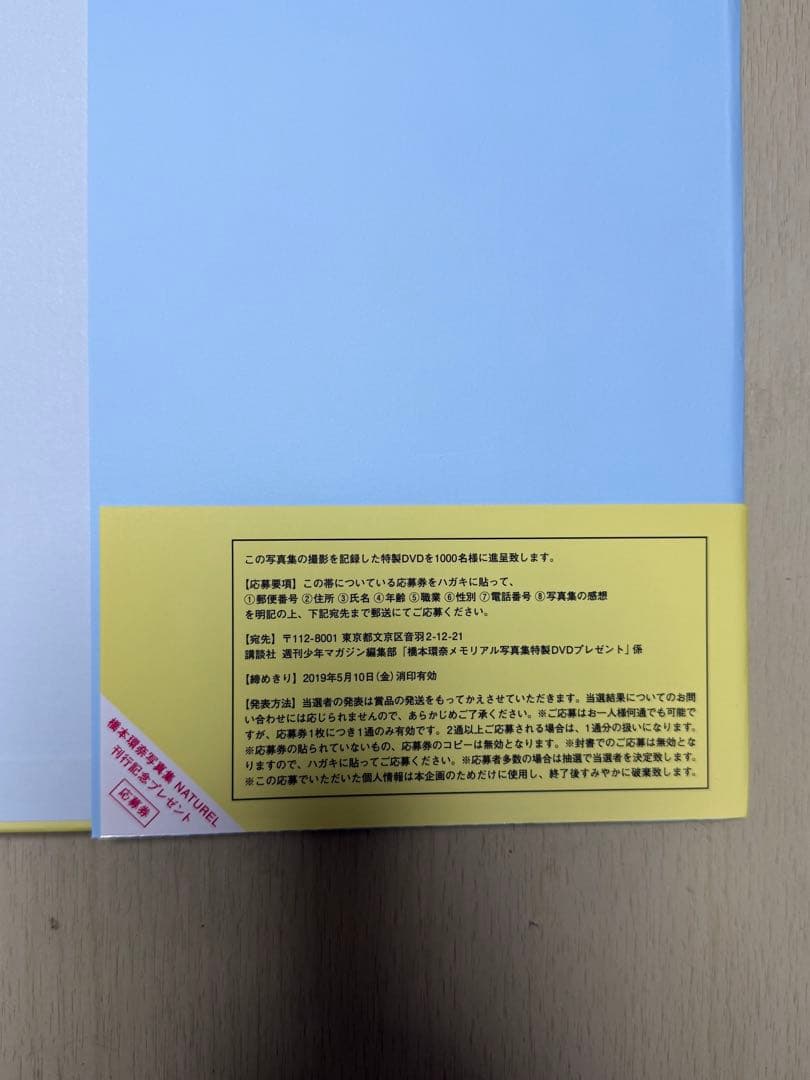 この写真集の撮影を記録した特製DVDを1000名様に進呈致します。
【応募要項】この帯についている応募券をハガキに貼って、
①郵便番号 ②住所 ③氏名 ④年齢 ⑤職業 ⑥性別 ⑦電話番号 ⑧写真集の感想
を明記の上、下記宛先まで郵送にてご応募ください。
【宛先】〒112-8001 東京都文京区音羽2-12-21
講談社 週刊少年マガジン編集部「橋本環奈メモリアル写真集特製DVDプレゼント」係
【締めきり】2019年5月10日(金)消印有効
【発表方法】当選者の発表は賞品の発送をもってかえさせていただきます。当選結果についてのお問
い合わせには応じられませんので、あらかじめご了承ください。※ご応募はお一人様何通でも可能で
すが、応募券1枚につき1通のみ有効です。2通以上ご応募される場合は、1通分の扱いになります。
※応募券の貼られていないもの、応募券のコピーは無効となります。※封書でのご応募は無効とな
りますので、ハガキに貼ってご応募ください。※応募者多数の場合は抽選で当選者を決定致します。
※この応募でいただいた個人情報は本企画のためだけに使用し、終了後すみやかに破棄致します。
橋本環奈写真集 NATUREL
刊行記念プレゼント
応募券